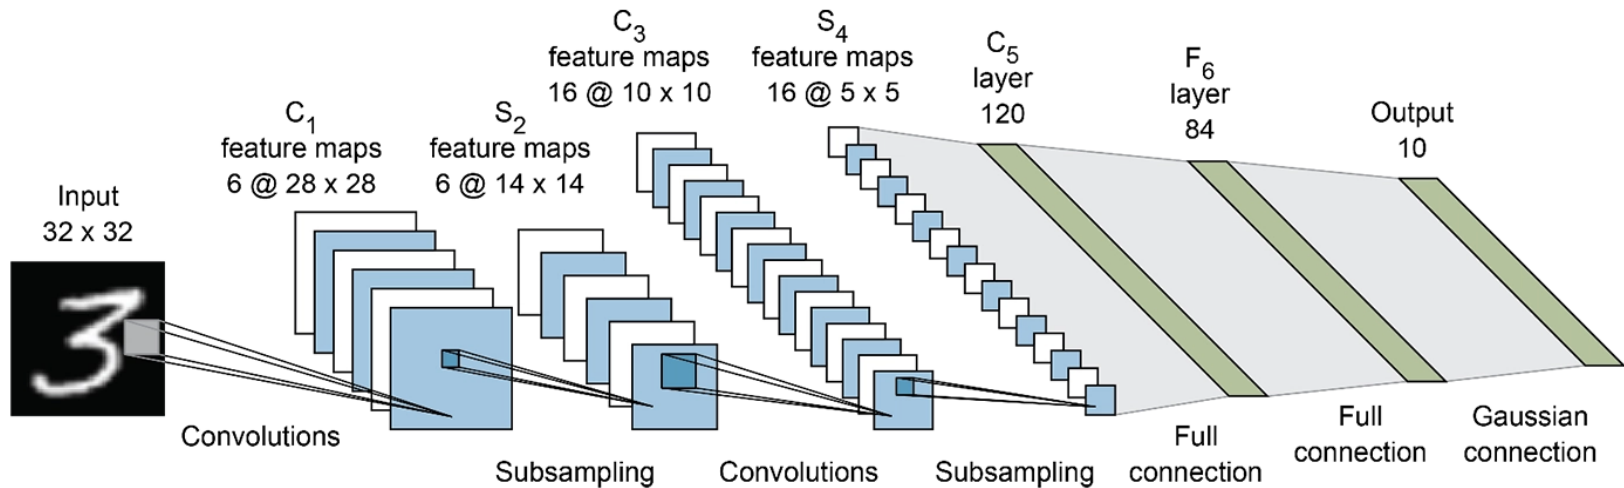 Input
32 x 32
C1
feature maps
6 @ 28 x 28
S2
feature maps
6 @ 14 x 14
C3
feature maps
16 @ 10 x 10
S4
feature maps
16 @ 5 x 5
C5
layer
120
F6
layer
84
Output
10
3
Convolutions
Subsampling
Convolutions
Subsampling
Full
connection
Full
connection
Gaussian
connection